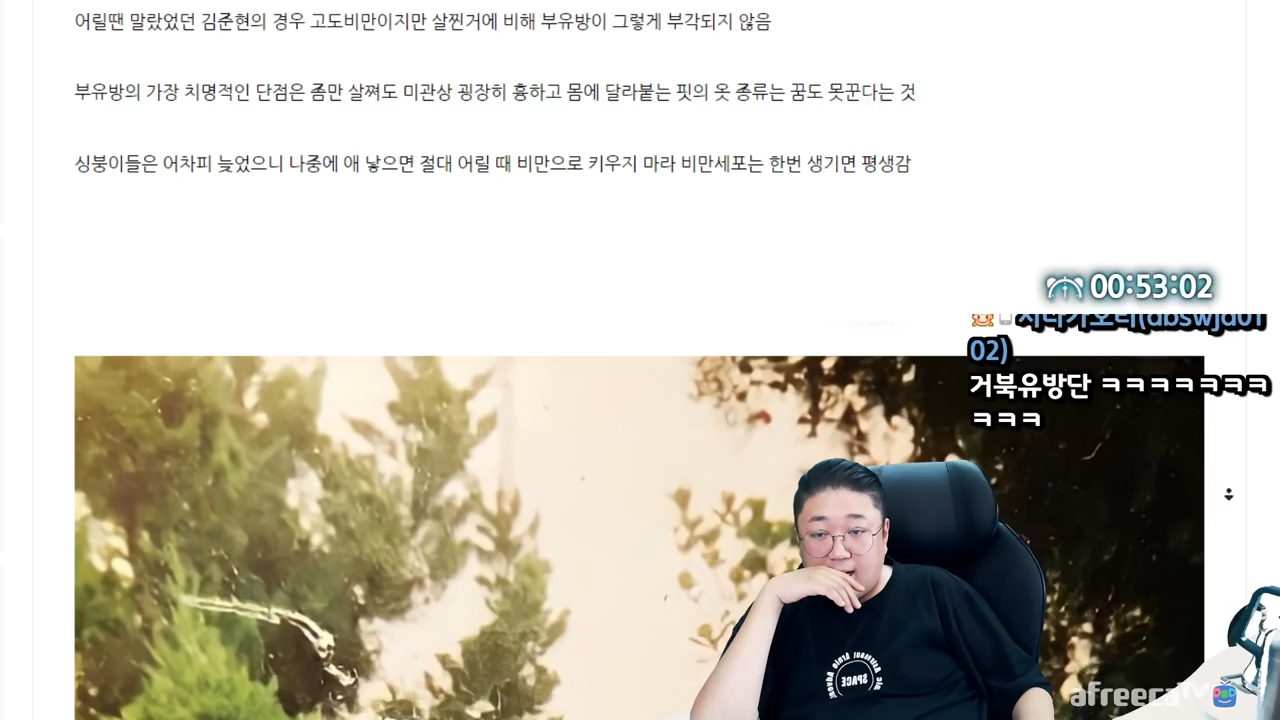 어릴땐 말랐었던 김준현의 경우 고도비만이지만 살찐거에 비해 부유방이 그렇게 부각되지 않음
부유방의 가장 치명적인 단점은 좀만 살쪄도 미관상 굉장히 흉하고 몸에 달라붙는 핏의 옷 종류는 꿈도 못꾼다는 것
싱붕이들은 어차피 늦었으니 나중에 애 낳으면 절대 어릴 때 비만으로 키우지 마라 비만세포는 한번 생기면 평생감
00:53:02
02)
거북유방단 ㅋㅋㅋㅋㅋㅋㅋ
ㅋㅋㅋ
SPACE
afreecaTV